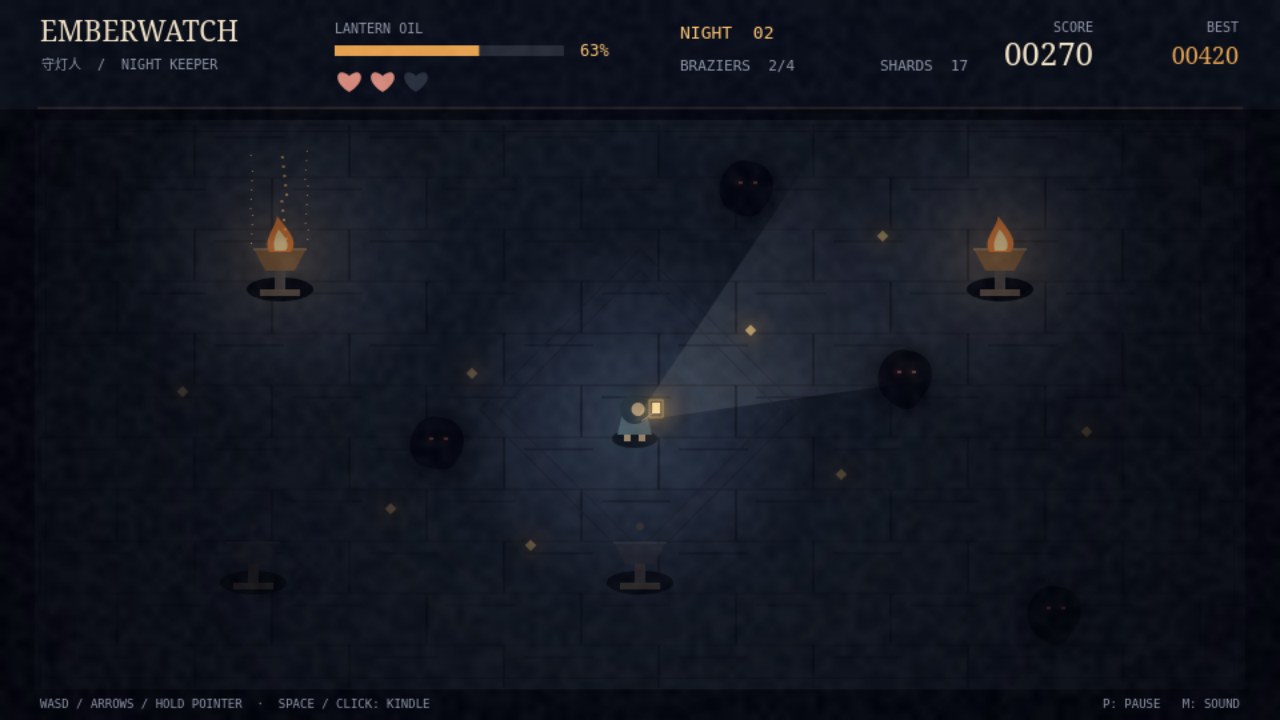 EMBERWATCH
守灯人 / NIGHT KEEPER
LANTERN OIL
63%
NIGHT 02
BRAZIERS 2/4
SHARDS 17
SCORE
00270
BEST
00420
WASD / ARROWS / HOLD POINTER · SPACE / CLICK: KINDLE
P: PAUSE M: SOUND